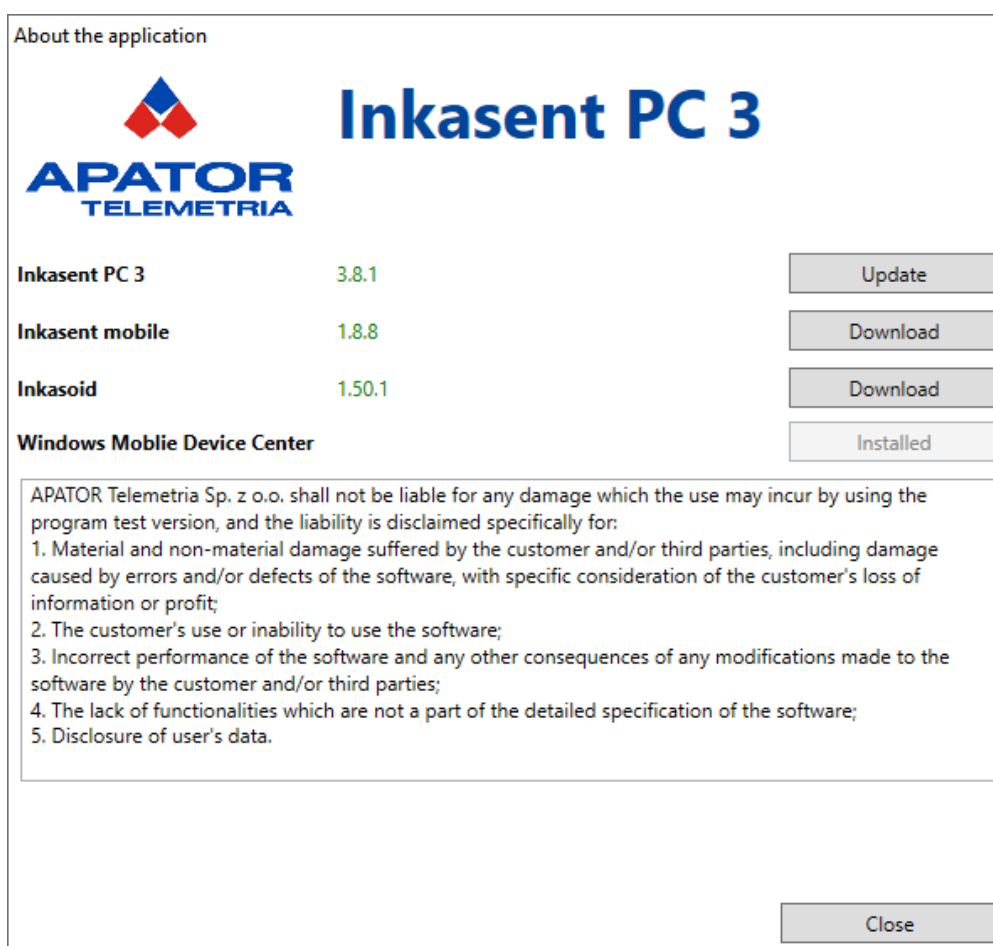 About the application
Inkasent PC 3
APATOR
TELEMETRIA
Inkasent PC 3 3.8.1 Update
Inkasent mobile 1.8.8 Download
Inkasoid 1.50.1 Download
Windows Moblie Device Center Installed
APATOR Telemetria Sp. z o.o. shall not be liable for any damage which the use may incur by using the
program test version, and the liability is disclaimed specifically for:
1. Material and non-material damage suffered by the customer and/or third parties, including damage
caused by errors and/or defects of the software, with specific consideration of the customer's loss of
information or profit;
2. The customer's use or inability to use the software;
3. Incorrect performance of the software and any other consequences of any modifications made to the
software by the customer and/or third parties;
4. The lack of functionalities which are not a part of the detailed specification of the software;
5. Disclosure of user's data.
Close